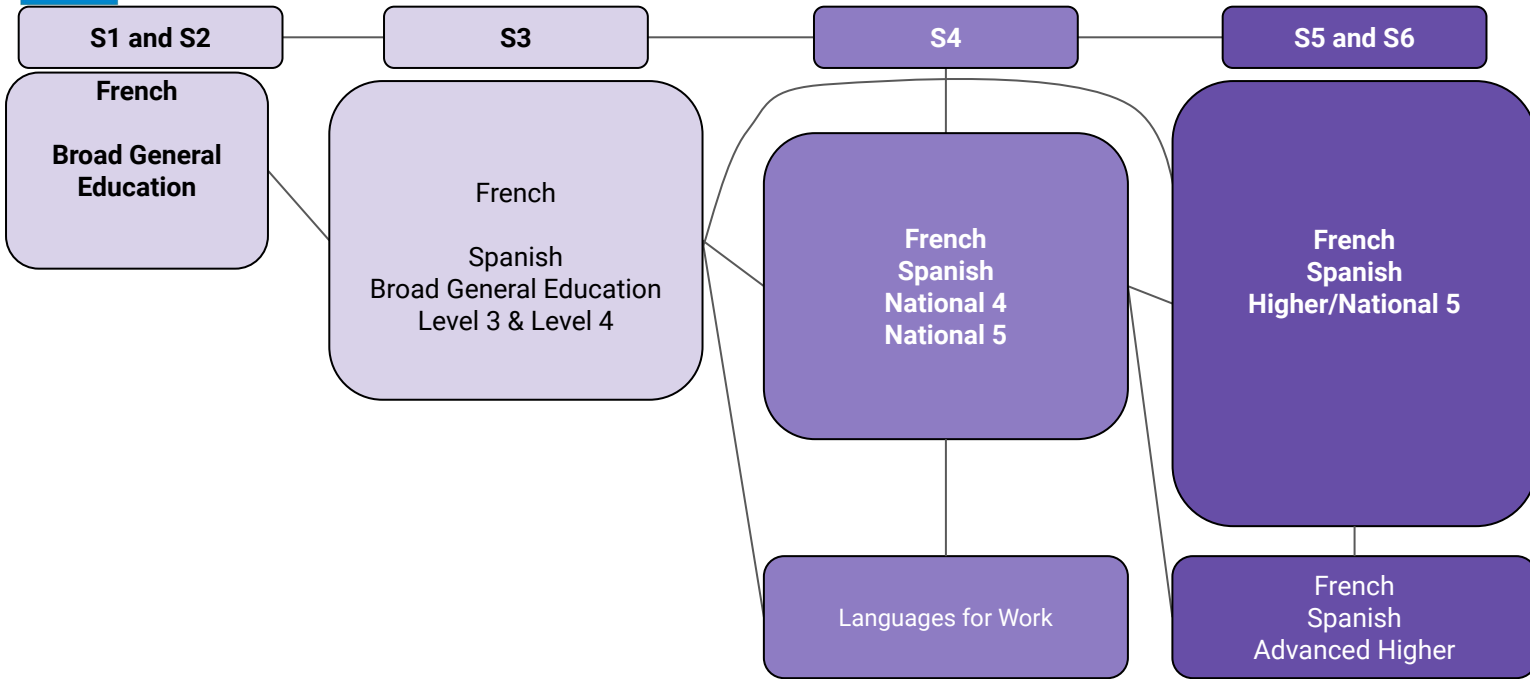 S1 and S2
S3
S4
S5 and S6
French
Broad General
Education
French
Spanish
Broad General Education
Level 3 & Level 4
French
Spanish
National 4
National 5
French
Spanish
Higher/National 5
Languages for Work
French
Spanish
Advanced Higher